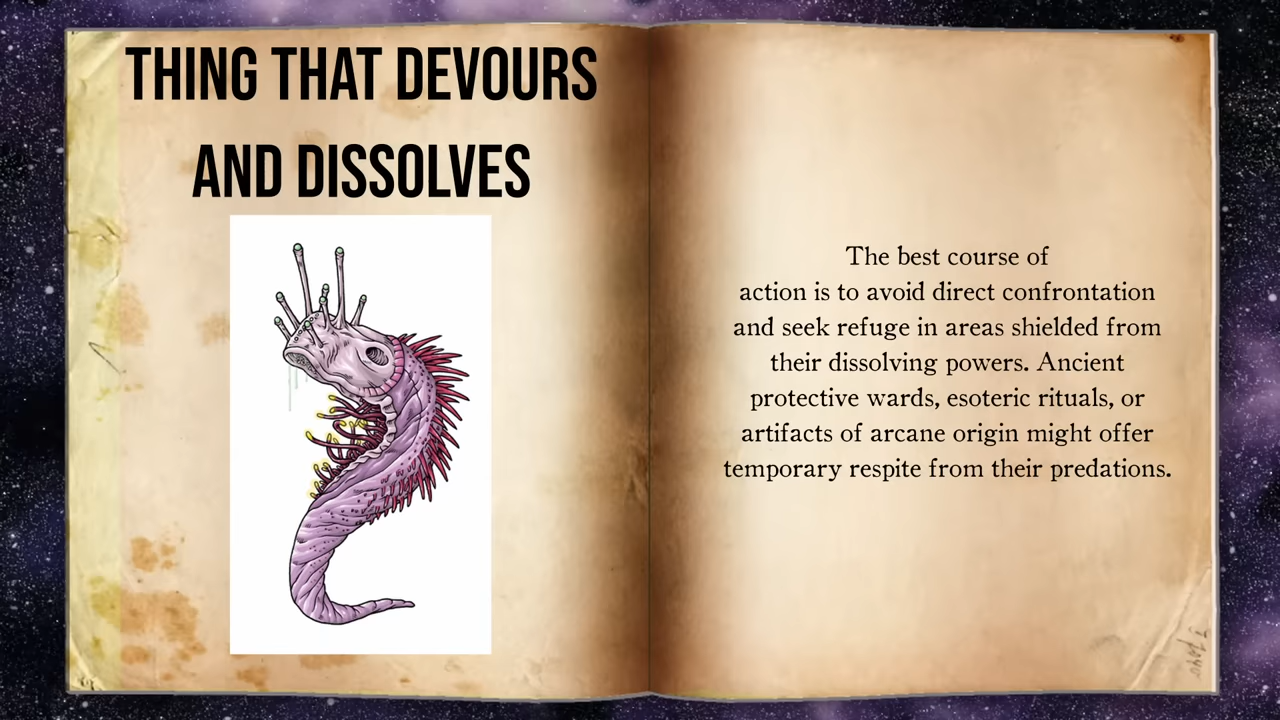 THING THAT DEVOURS
AND DISSOLVES
The best course of
action is to avoid direct confrontation
and seek refuge in areas shielded from
their dissolving powers. Ancient
protective wards, esoteric rituals, or
artifacts of arcane origin might offer
temporary respite from their predations.